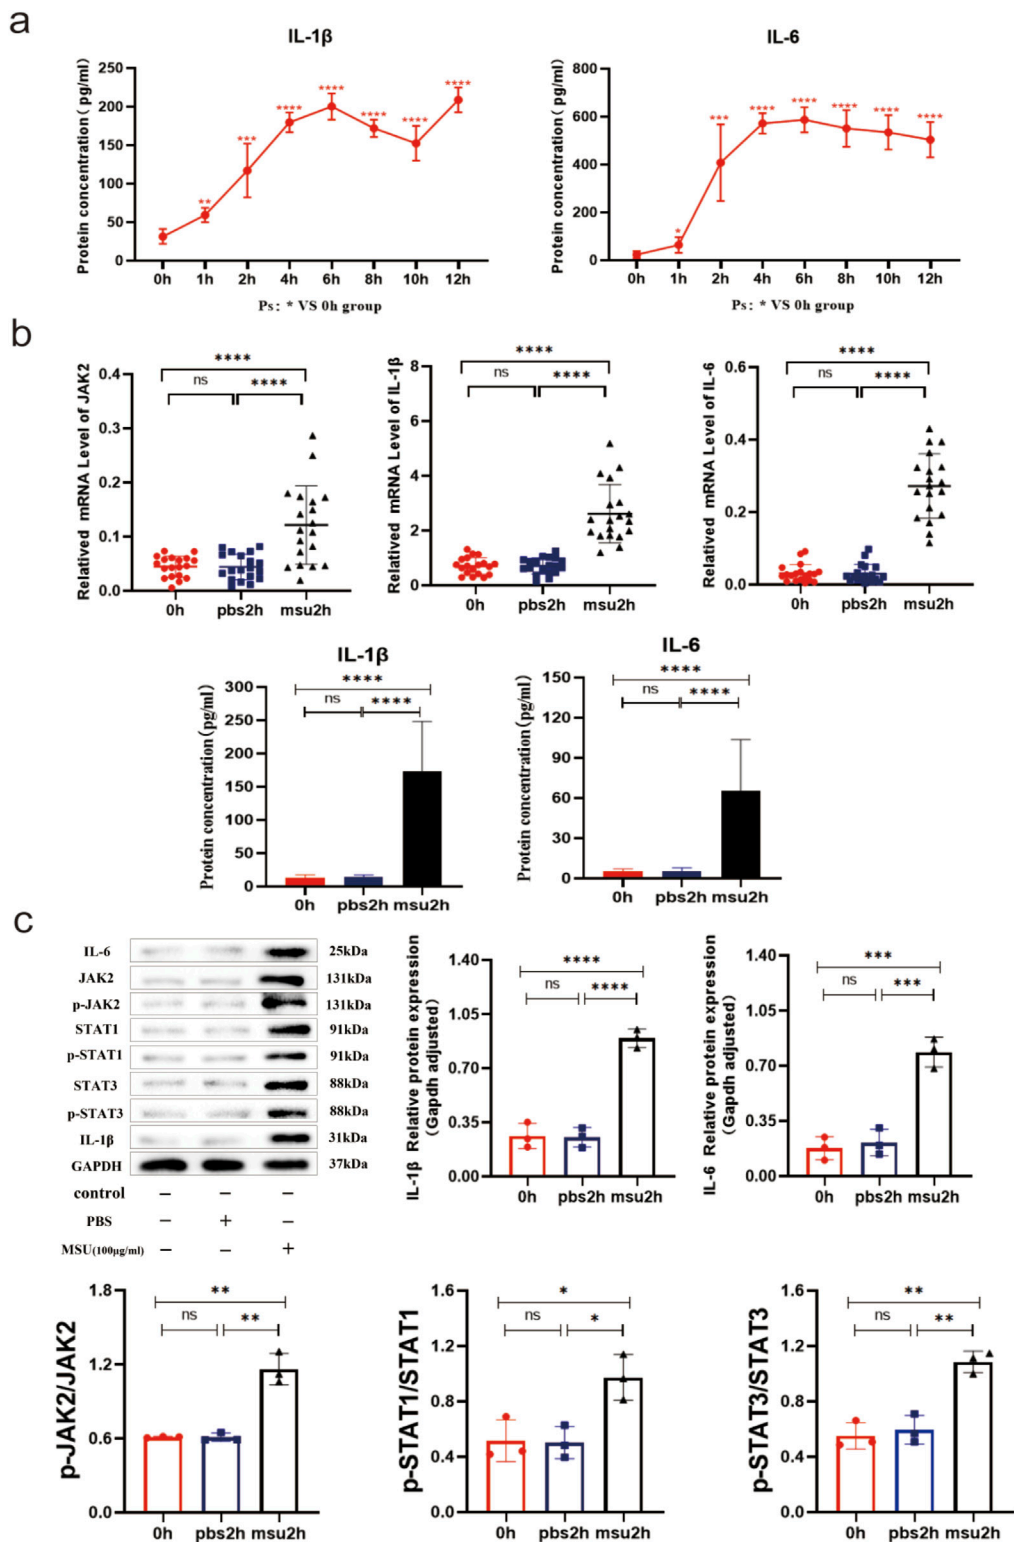 a
IL-1β
Protein concentration( pg/ml)
250
200
150
100
50
0
** *** **** **** **** **** ****
0h 1h 2h 4h 6h 8h 10h 12h
Ps: * VS 0h group
IL-6
Protein concentration( pg/ml)
800
600
400
200
0
* *** **** **** **** **** ****
0h 1h 2h 4h 6h 8h 10h 12h
Ps: * VS 0h group
b
Relatived mRNA Level of JAK2
0.4
0.3
0.2
0.1
0.0
****
ns ****
0h pbs2h msu2h
Relatived mRNA Level of IL-1β
8
6
4
2
0
****
ns ****
0h pbs2h msu2h
Relatived mRNA Level of IL-6
0.6
0.4
0.2
0.0
****
ns ****
0h pbs2h msu2h
IL-1β
Protein concentration(pg/ml)
300
250
200
150
100
50
0
****
ns ****
0h pbs2h msu2h
IL-6
Protein concentration(pg/ml)
150
120
90
60
30
0
****
ns ****
0h pbs2h msu2h
c
IL-6 25kDa
JAK2 131kDa
p-JAK2 131kDa
STAT1 91kDa
p-STAT1 91kDa
STAT3 88kDa
p-STAT3 88kDa
IL-1β 31kDa
GAPDH 37kDa
control − − −
PBS − + −
MSU(100μg/ml) − − +
IL-1β Relative protein expression
(Gapdh adjusted)
1.40
1.05
0.70
0.35
0.00
****
ns ****
0h pbs2h msu2h
IL-6 Relative protein expression
(Gapdh adjusted)
1.40
1.05
0.70
0.35
0.00
***
ns ***
0h pbs2h msu2h
p-JAK2/JAK2
1.8
1.2
0.6
0.0
**
ns **
0h pbs2h msu2h
p-STAT1/STAT1
1.6
1.2
0.8
0.4
0.0
*
ns *
0h pbs2h msu2h
p-STAT3/STAT3
1.6
1.2
0.8
0.4
0.0
**
ns **
0h pbs2h msu2h